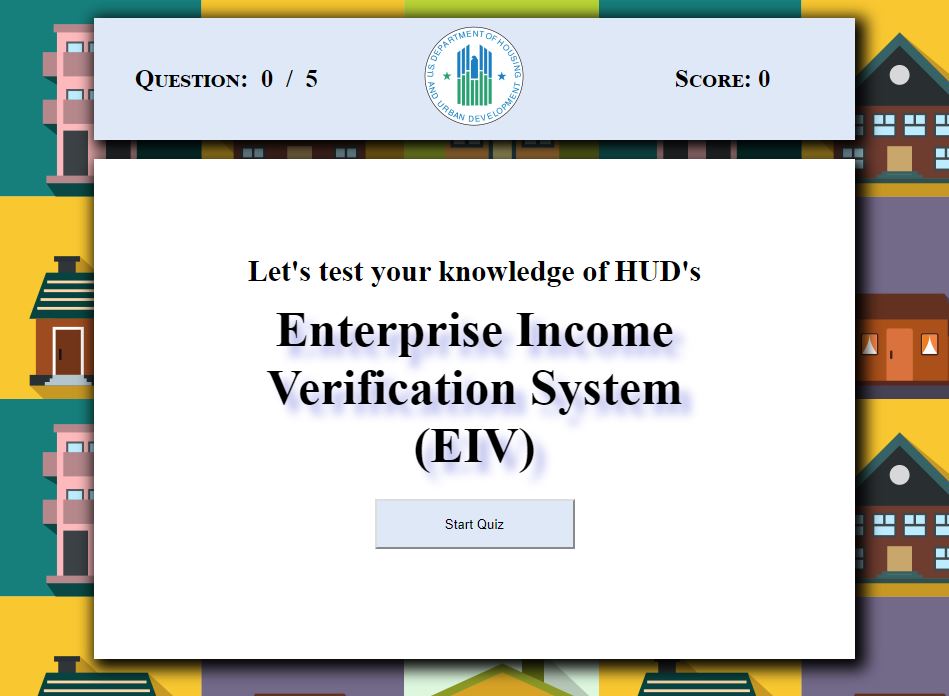 Question: 0 / 5
U.S. DEPARTMENT OF HOUSING
AND URBAN DEVELOPMENT
Score: 0
Let's test your knowledge of HUD's
Enterprise Income
Verification System
(EIV)
Start Quiz